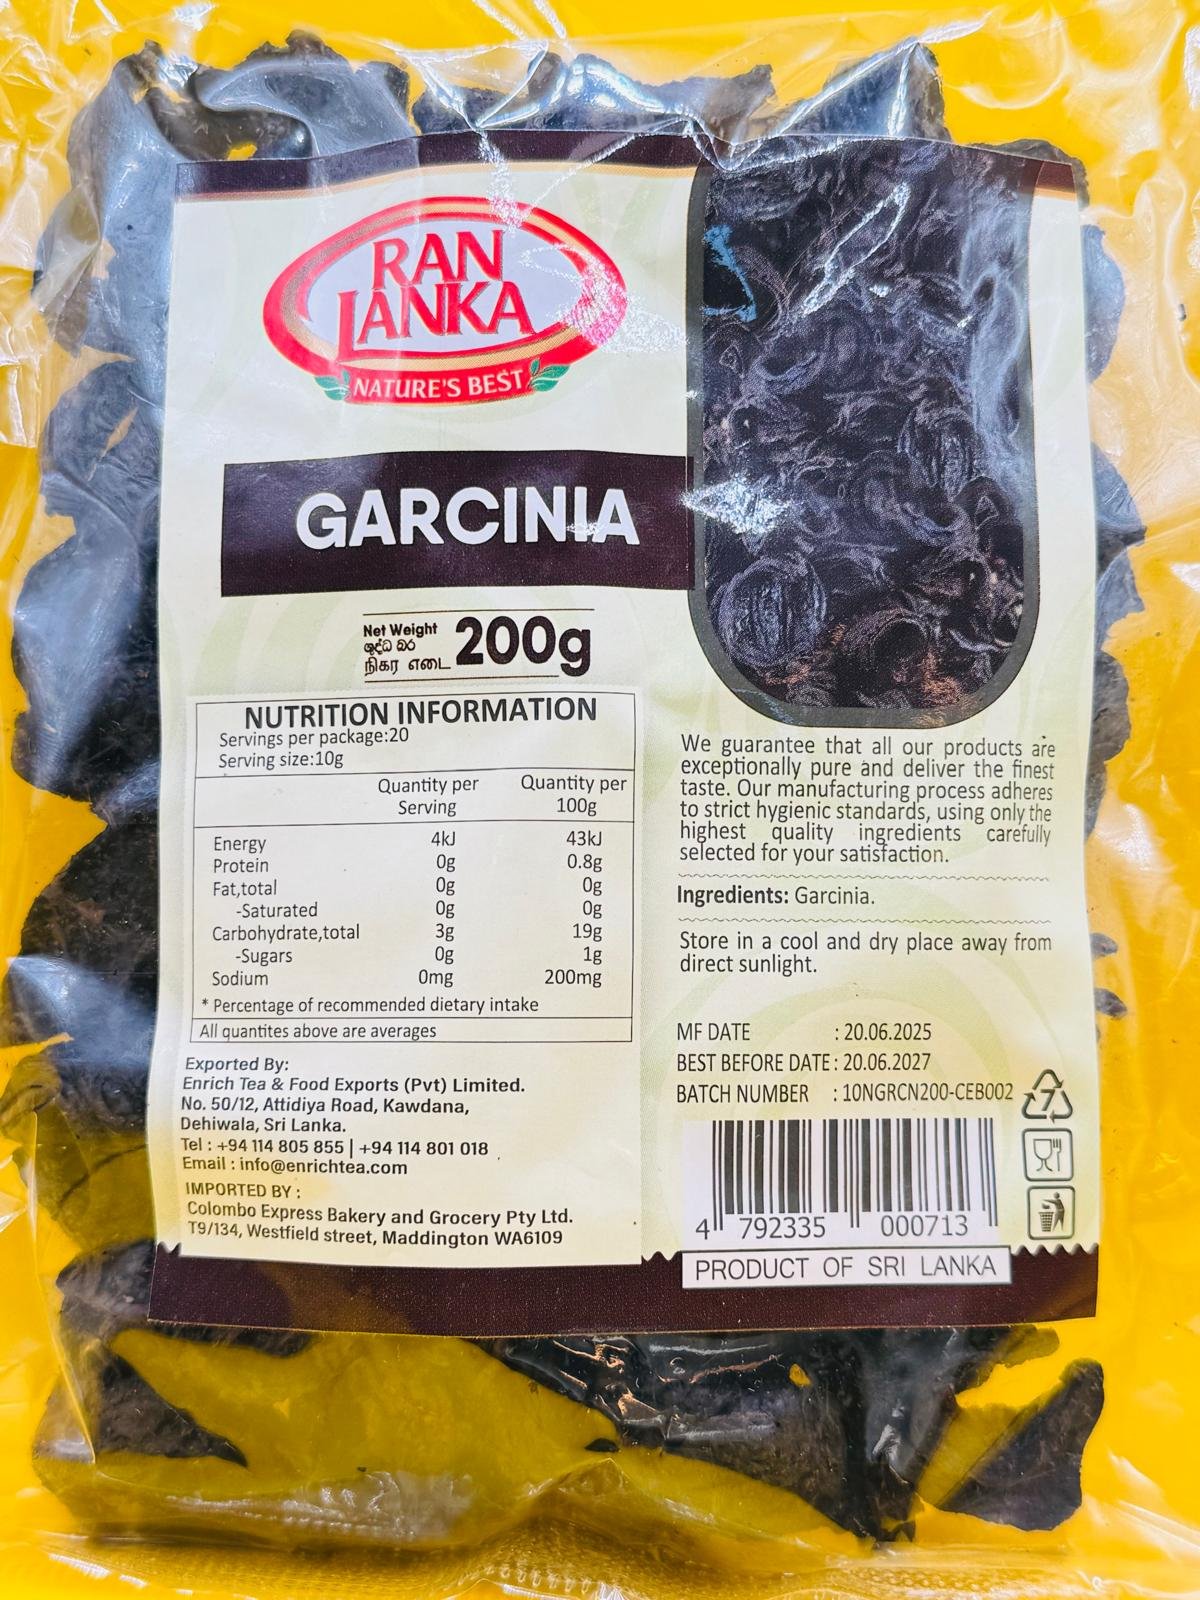 RAN
LANKA
NATURE'S BEST
GARCINIA
Net Weight
ශුද්ධ බර
நிகர எடை
200g
NUTRITION INFORMATION
Servings per package:20
Serving size:10g
Quantity per Serving
Quantity per 100g
Energy 4kJ 43kJ
Protein 0g 0.8g
Fat,total 0g 0g
-Saturated 0g 0g
Carbohydrate,total 3g 19g
-Sugars 0g 1g
Sodium 0mg 200mg
* Percentage of recommended dietary intake
All quantites above are averages
Exported By:
Enrich Tea & Food Exports (Pvt) Limited.
No. 50/12, Attidiya Road, Kawdana,
Dehiwala, Sri Lanka.
Tel : +94 114 805 855 | +94 114 801 018
Email : info@enrichtea.com
IMPORTED BY :
Colombo Express Bakery and Grocery Pty Ltd.
T9/134, Westfield street, Maddington WA6109
We guarantee that all our products are
exceptionally pure and deliver the finest
taste. Our manufacturing process adheres
to strict hygienic standards, using only the
highest quality ingredients carefully
selected for your satisfaction.
Ingredients: Garcinia.
Store in a cool and dry place away from
direct sunlight.
MF DATE : 20.06.2025
BEST BEFORE DATE : 20.06.2027
BATCH NUMBER : 10NGRCN200-CEB002
7
4 792335 000713
PRODUCT OF SRI LANKA